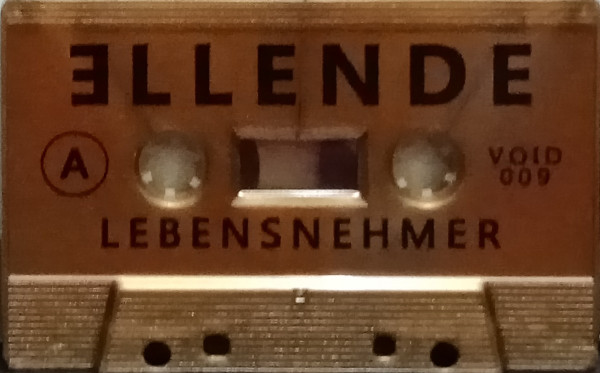 ƎLLENDE
A
VOID
009
LEBENSNEHMER